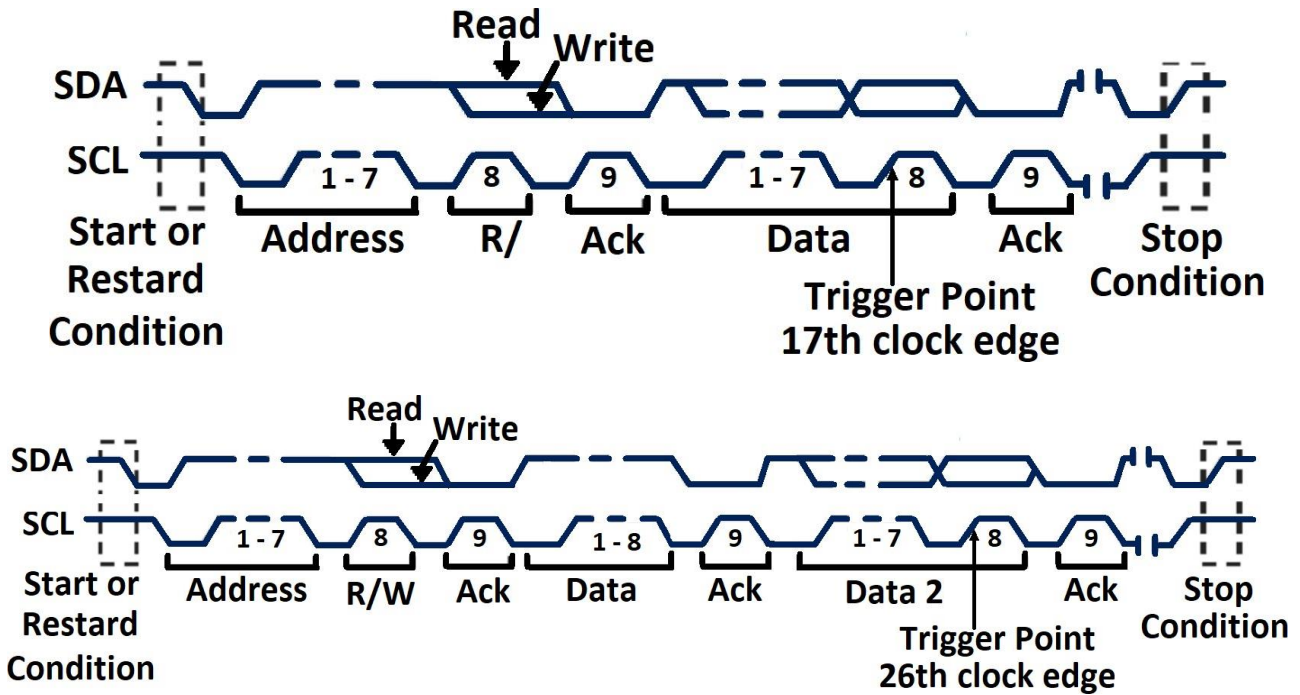 Read
Write
SDA
SCL
1 - 7
8
9
1 - 7
8
9
Start or
Restard
Condition
Address
R/
Ack
Data
Ack
Stop
Condition
Trigger Point
17th clock edge
Read
Write
SDA
SCL
1 - 7
8
9
1 - 8
9
1 - 7
8
9
Start or
Restard
Condition
Address
R/W
Ack
Data
Ack
Data 2
Ack
Stop
Condition
Trigger Point
26th clock edge